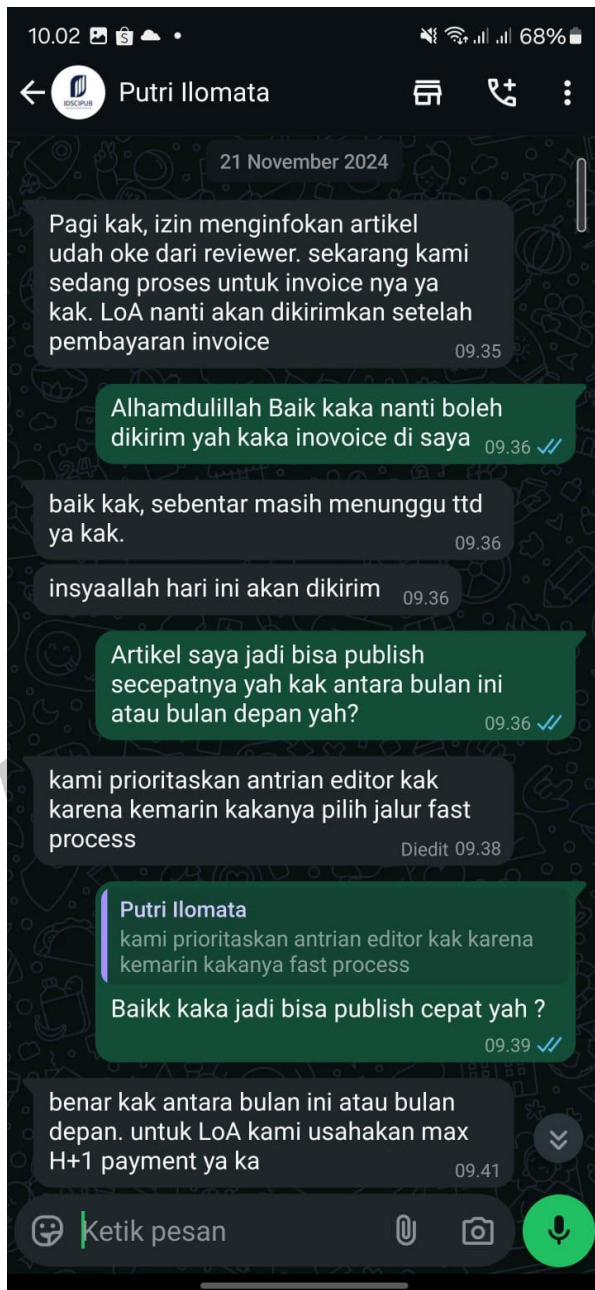 10.02
68%
IDSCIPUB
Putri Ilomata
21 November 2024
Pagi kak, izin menginfokan artikel
udah oke dari reviewer. sekarang kami
sedang proses untuk invoice nya ya
kak. LoA nanti akan dikirimkan setelah
pembayaran invoice
09.35
Alhamdulillah Baik kaka nanti boleh
dikirim yah kaka inovoice di saya
09.36
baik kak, sebentar masih menunggu ttd
ya kak.
09.36
insyaallah hari ini akan dikirim
09.36
Artikel saya jadi bisa publish
secepatnya yah kak antara bulan ini
atau bulan depan yah?
09.36
kami prioritaskan antrian editor kak
karena kemarin kakanya pilih jalur fast
process
Diedit 09.38
Putri Ilomata
kami prioritaskan antrian editor kak karena
kemarin kakanya fast process
Baikk kaka jadi bisa publish cepat yah ?
09.39
benar kak antara bulan ini atau bulan
depan. untuk LoA kami usahakan max
H+1 payment ya ka
09.41
Ketik pesan